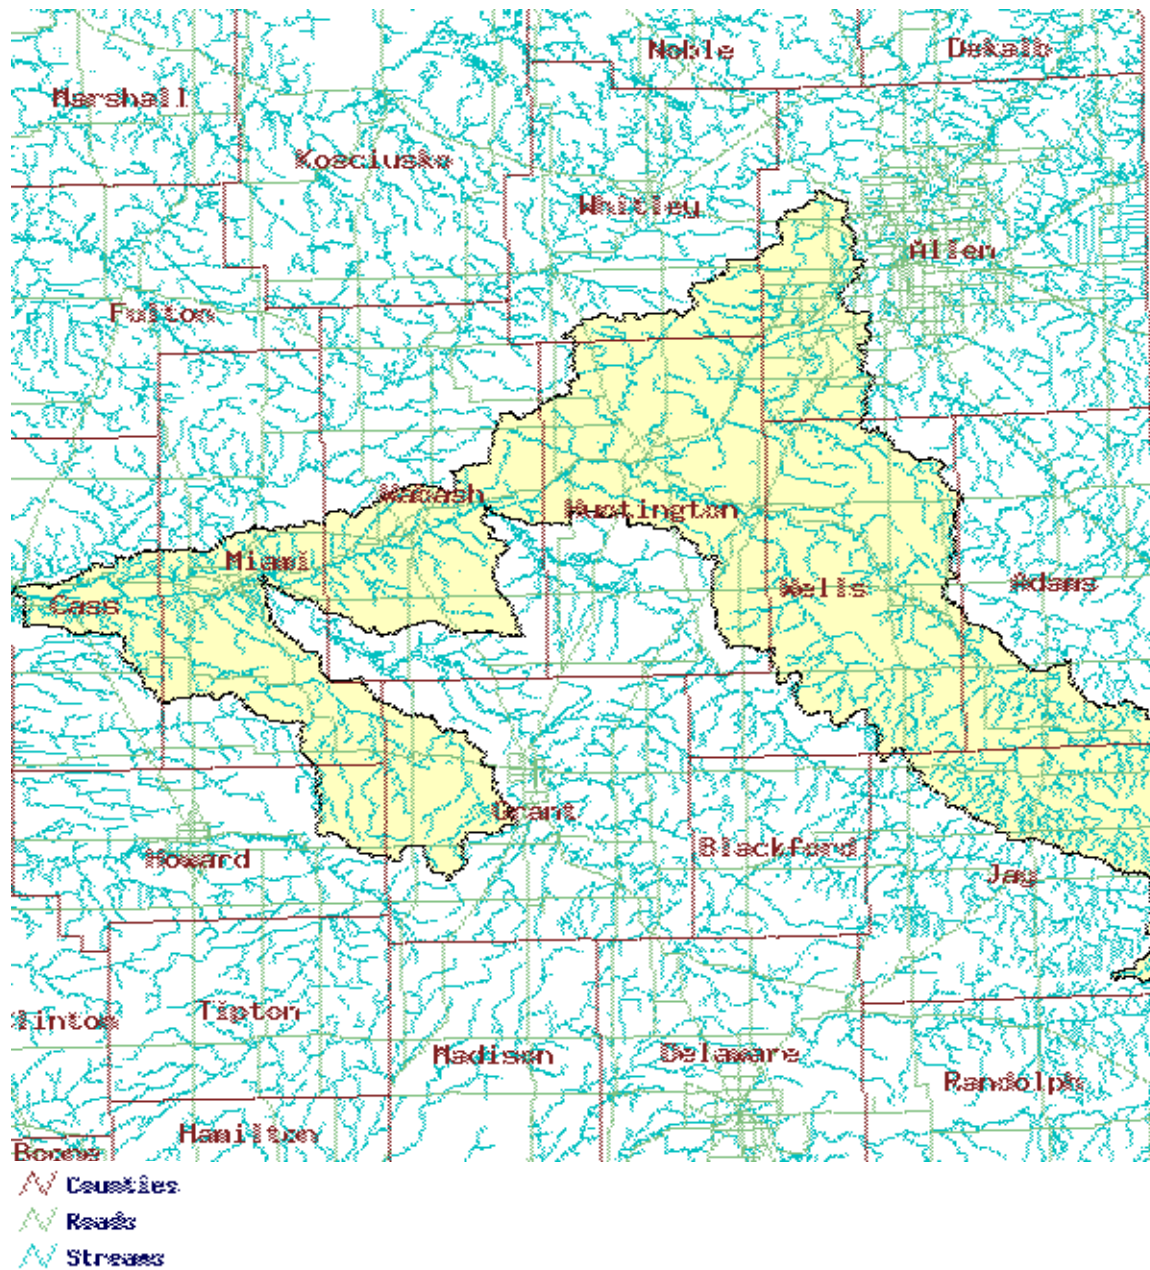 Noble
Dekalb
Marshall
Kosciusko
Whitley
Allen
Fulton
Wabash
Huntington
Miami
Wells
Adams
Cass
Grant
Howard
Blackford
Jay
Tipton
linton
Madison
Delaware
Randolph
Hamilton
Boone
Counties
Roads
Streams